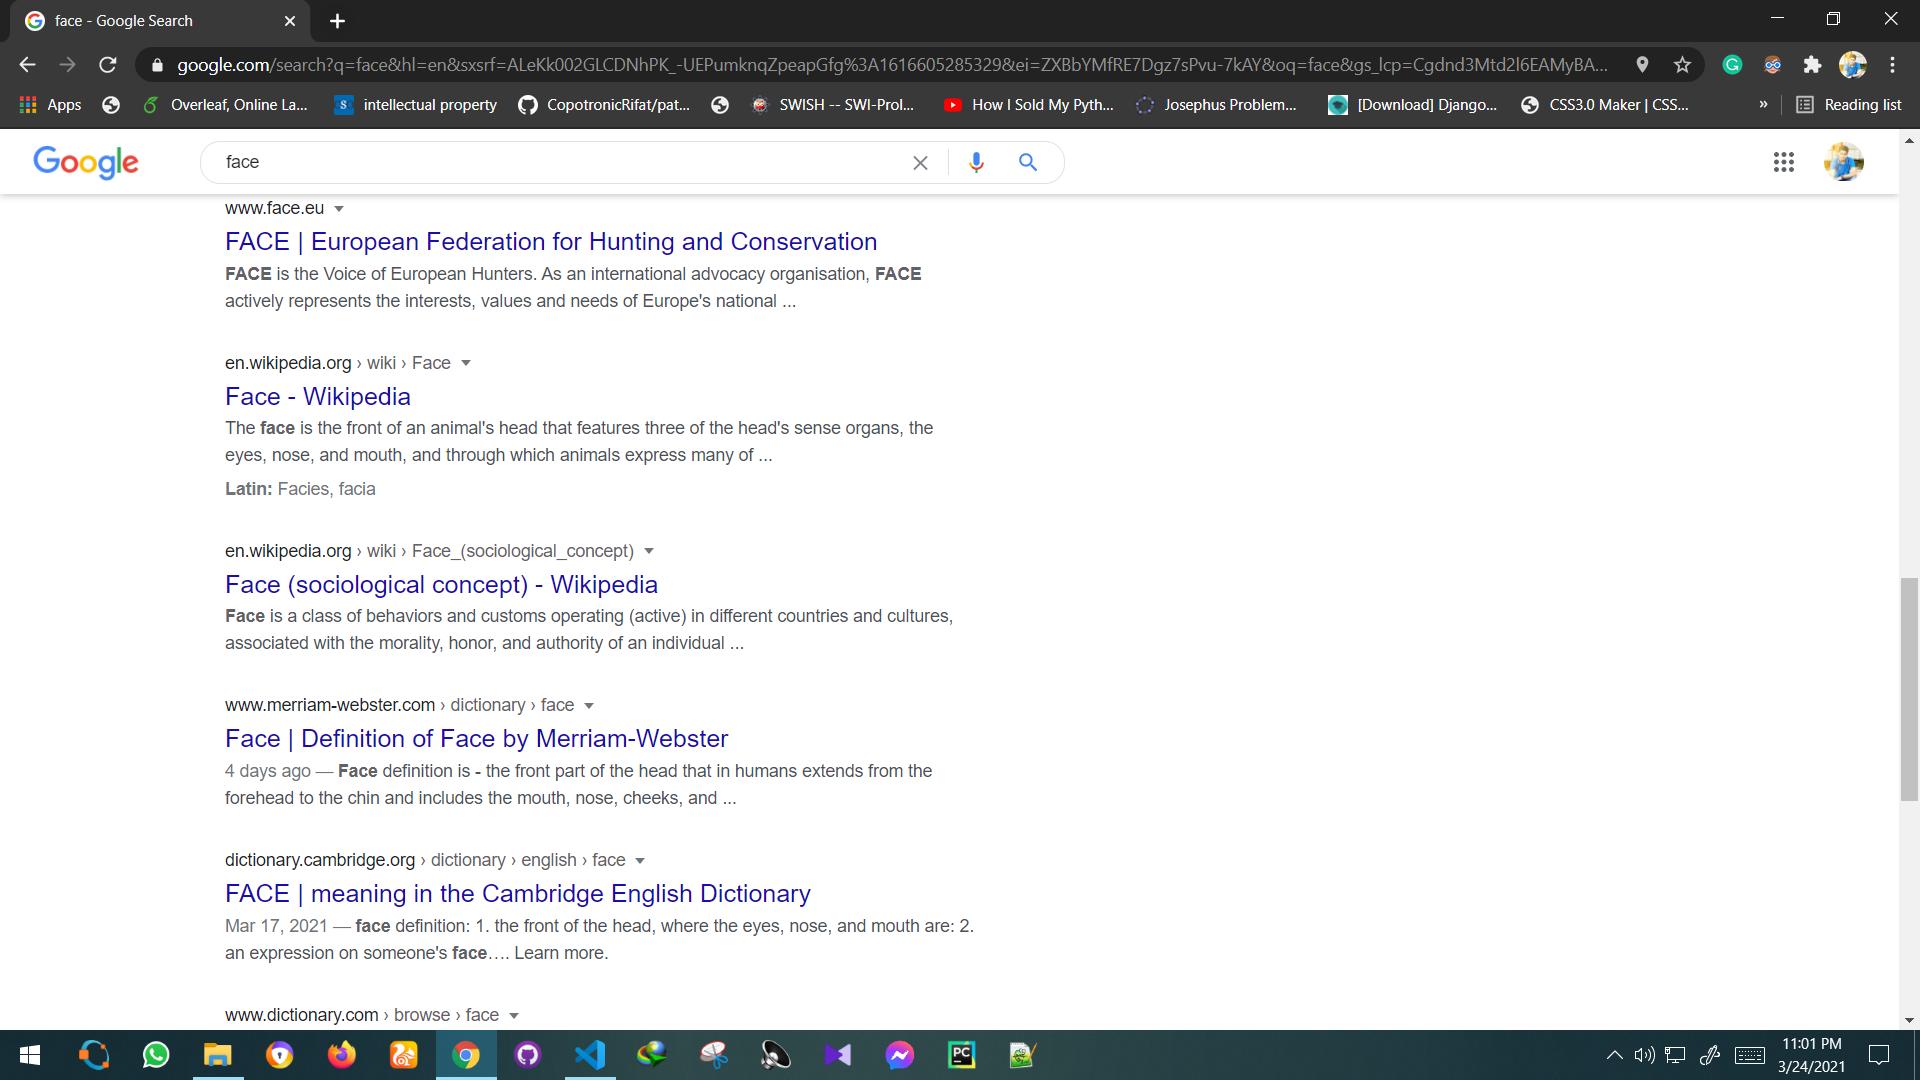 face - Google Search
google.com/search?q=face&hl=en&sxsrf=ALeKk002GLCDNhPK_-UEPumknqZpeapGfg%3A1616605285329&ei=ZXBbYMfRE7Dgz7sPvu-7kAY&oq=face&gs_lcp=Cgdnd3Mtd2l6EAMyBA...
Apps Overleaf, Online La... intellectual property CopotronicRifat/pat... SWISH -- SWI-Prol... How I Sold My Pyth... Josephus Problem... [Download] Django... CSS3.0 Maker | CSS... » Reading list
Google face
www.face.eu
FACE | European Federation for Hunting and Conservation
FACE is the Voice of European Hunters. As an international advocacy organisation, FACE
actively represents the interests, values and needs of Europe's national ...
en.wikipedia.org › wiki › Face
Face - Wikipedia
The face is the front of an animal's head that features three of the head's sense organs, the
eyes, nose, and mouth, and through which animals express many of ...
Latin: Facies, facia
en.wikipedia.org › wiki › Face_(sociological_concept)
Face (sociological concept) - Wikipedia
Face is a class of behaviors and customs operating (active) in different countries and cultures,
associated with the morality, honor, and authority of an individual ...
www.merriam-webster.com › dictionary › face
Face | Definition of Face by Merriam-Webster
4 days ago — Face definition is - the front part of the head that in humans extends from the
forehead to the chin and includes the mouth, nose, cheeks, and ...
dictionary.cambridge.org › dictionary › english › face
FACE | meaning in the Cambridge English Dictionary
Mar 17, 2021 — face definition: 1. the front of the head, where the eyes, nose, and mouth are: 2.
an expression on someone's face…. Learn more.
www.dictionary.com › browse › face
PC
11:01 PM
3/24/2021